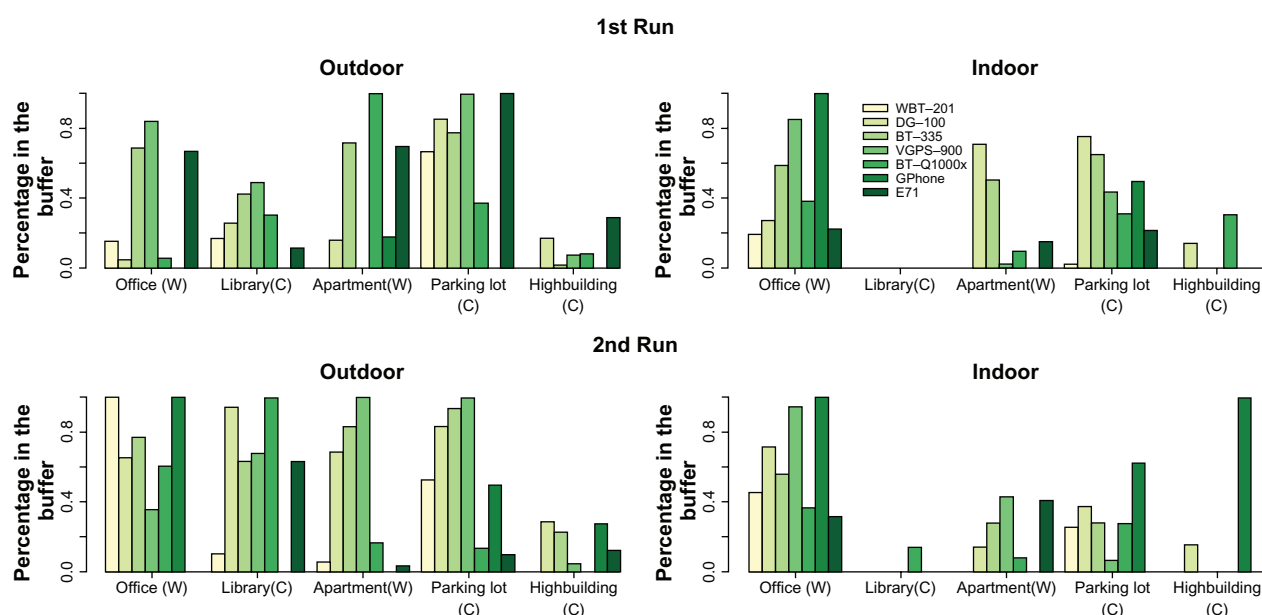 1st Run
Outdoor
Percentage in the
buffer
0.0
0.4
0.8
Office (W)
Library(C)
Apartment(W)
Parking lot
(C)
Highbuilding
(C)
Indoor
Percentage in the
buffer
0.0
0.4
0.8
WBT–201
DG–100
BT–335
VGPS–900
BT–Q1000x
GPhone
E71
Office (W)
Library(C)
Apartment(W)
Parking lot
(C)
Highbuilding
(C)
2nd Run
Outdoor
Percentage in the
buffer
0.0
0.4
0.8
Office (W)
Library(C)
Apartment(W)
Parking lot
(C)
Highbuilding
(C)
Indoor
Percentage in the
buffer
0.0
0.4
0.8
Office (W)
Library(C)
Apartment(W)
Parking lot
(C)
Highbuilding
(C)